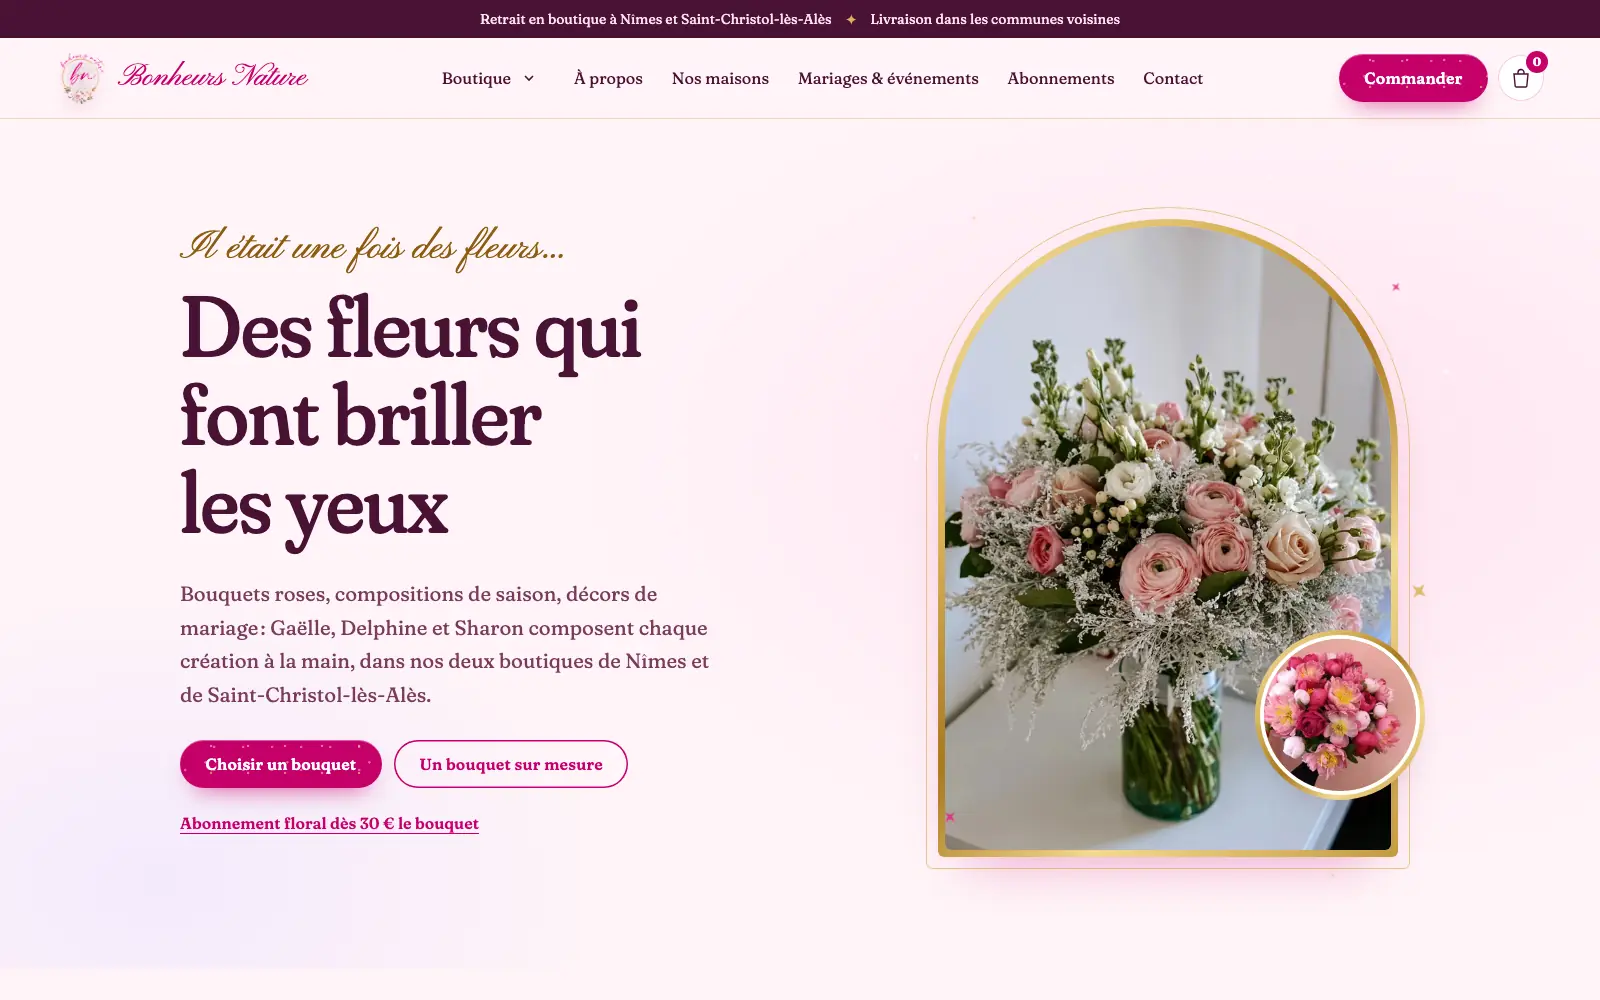 Retrait en boutique à Nîmes et Saint-Christol-lès-Alès ✦ Livraison dans les communes voisines
bn Bonheurs Nature
Boutique À propos Nos maisons Mariages & événements Abonnements Contact
Commander
0
Il était une fois des fleurs...
Des fleurs qui
font briller
les yeux
Bouquets roses, compositions de saison, décors de
mariage : Gaëlle, Delphine et Sharon composent chaque
création à la main, dans nos deux boutiques de Nîmes et
de Saint-Christol-lès-Alès.
Choisir un bouquet
Un bouquet sur mesure
Abonnement floral dès 30 € le bouquet